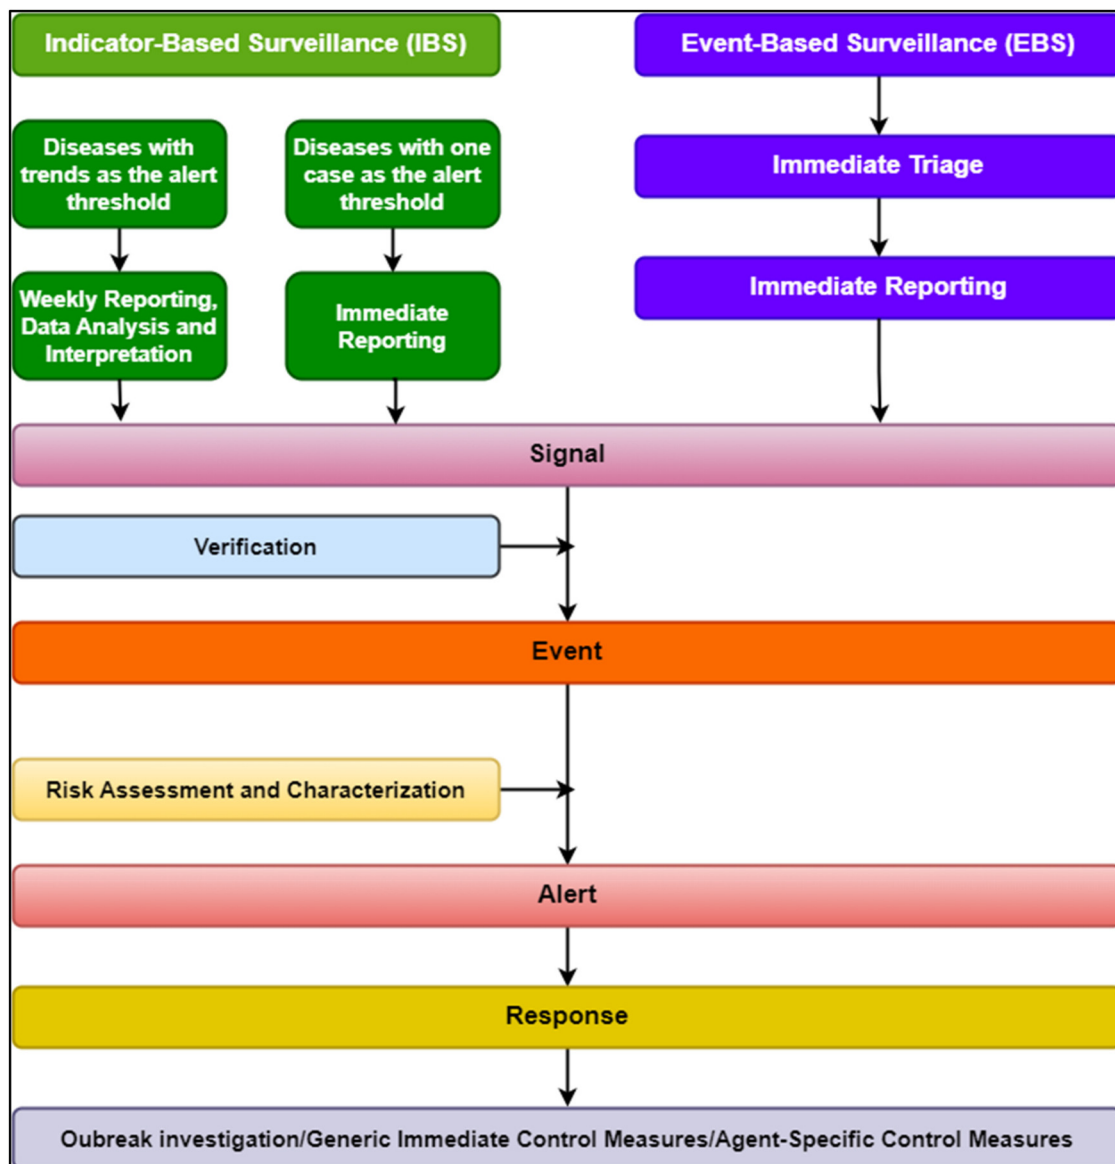 Indicator-Based Surveillance (IBS)
Event-Based Surveillance (EBS)
Diseases with
trends as the alert
threshold
Diseases with one
case as the alert
threshold
Immediate Triage
Weekly Reporting,
Data Analysis and
Interpretation
Immediate
Reporting
Immediate Reporting
Signal
Verification
Event
Risk Assessment and Characterization
Alert
Response
Oubreak investigation/Generic Immediate Control Measures/Agent-Specific Control Measures